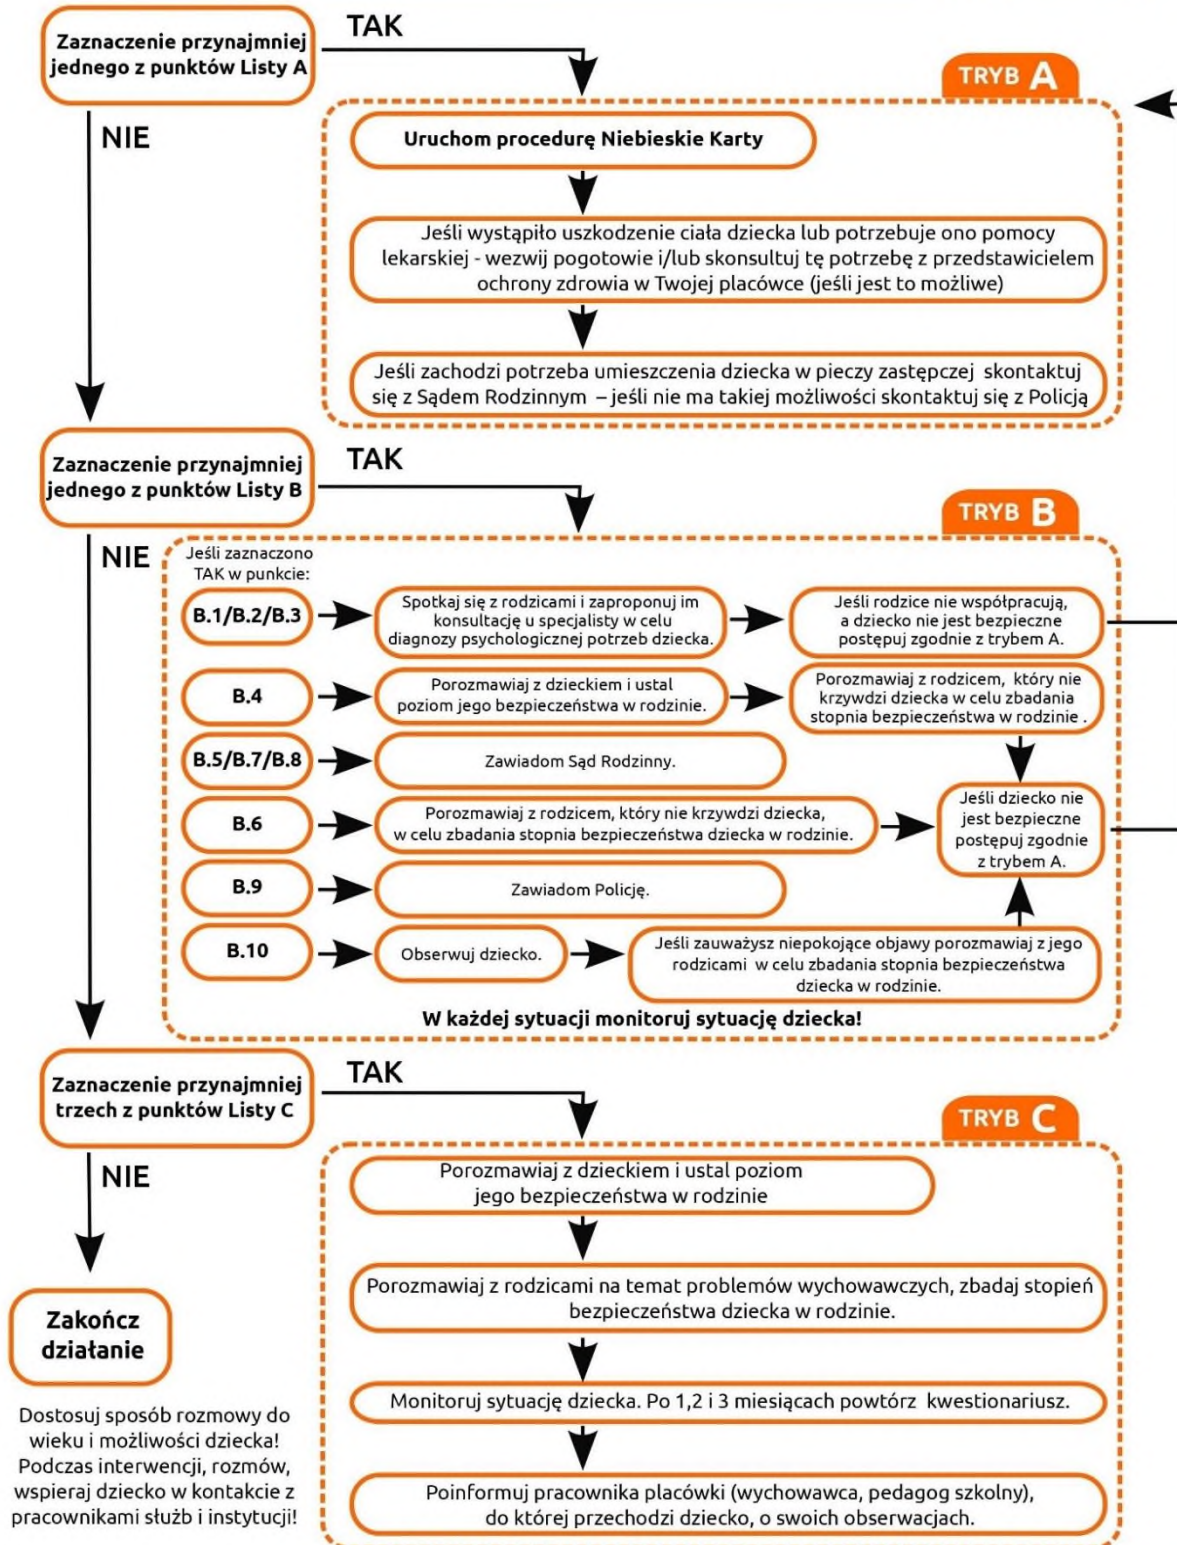 Zaznaczenie przynajmniej
jednego z punktów Listy A
TAK
NIE
TRYB A
Uruchom procedurę Niebieskie Karty
Jeśli wystąpiło uszkodzenie ciała dziecka lub potrzebuje ono pomocy
lekarskiej - wezwij pogotowie i/lub skonsultuj tę potrzebę z przedstawicielem
ochrony zdrowia w Twojej placówce (jeśli jest to możliwe)
Jeśli zachodzi potrzeba umieszczenia dziecka w pieczy zastępczej skontaktuj
się z Sądem Rodzinnym – jeśli nie ma takiej możliwości skontaktuj się z Policją
Zaznaczenie przynajmniej
jednego z punktów Listy B
TAK
NIE
TRYB B
Jeśli zaznaczono
TAK w punkcie:
B.1/B.2/B.3
Spotkaj się z rodzicami i zaproponuj im
konsultację u specjalisty w celu
diagnozy psychologicznej potrzeb dziecka.
Jeśli rodzice nie współpracują,
a dziecko nie jest bezpieczne
postępuj zgodnie z trybem A.
B.4
Porozmawiaj z dzieckiem i ustal
poziom jego bezpieczeństwa w rodzinie.
Porozmawiaj z rodzicem, który nie
krzywdzi dziecka w celu zbadania
stopnia bezpieczeństwa w rodzinie .
B.5/B.7/B.8
Zawiadom Sąd Rodzinny.
B.6
Porozmawiaj z rodzicem, który nie krzywdzi dziecka,
w celu zbadania stopnia bezpieczeństwa dziecka w rodzinie.
Jeśli dziecko nie
jest bezpieczne
postępuj zgodnie
z trybem A.
B.9
Zawiadom Policję.
B.10
Obserwuj dziecko.
Jeśli zauważysz niepokojące objawy porozmawiaj z jego
rodzicami w celu zbadania stopnia bezpieczeństwa
dziecka w rodzinie.
W każdej sytuacji monitoruj sytuację dziecka!
Zaznaczenie przynajmniej
trzech z punktów Listy C
TAK
NIE
TRYB C
Porozmawiaj z dzieckiem i ustal poziom
jego bezpieczeństwa w rodzinie
Porozmawiaj z rodzicami na temat problemów wychowawczych, zbadaj stopień
bezpieczeństwa dziecka w rodzinie.
Monitoruj sytuację dziecka. Po 1,2 i 3 miesiącach powtórz kwestionariusz.
Poinformuj pracownika placówki (wychowawca, pedagog szkolny),
do której przechodzi dziecko, o swoich obserwacjach.
Zakończ
działanie
Dostosuj sposób rozmowy do
wieku i możliwości dziecka!
Podczas interwencji, rozmów,
wspieraj dziecko w kontakcie z
pracownikami służb i instytucji!